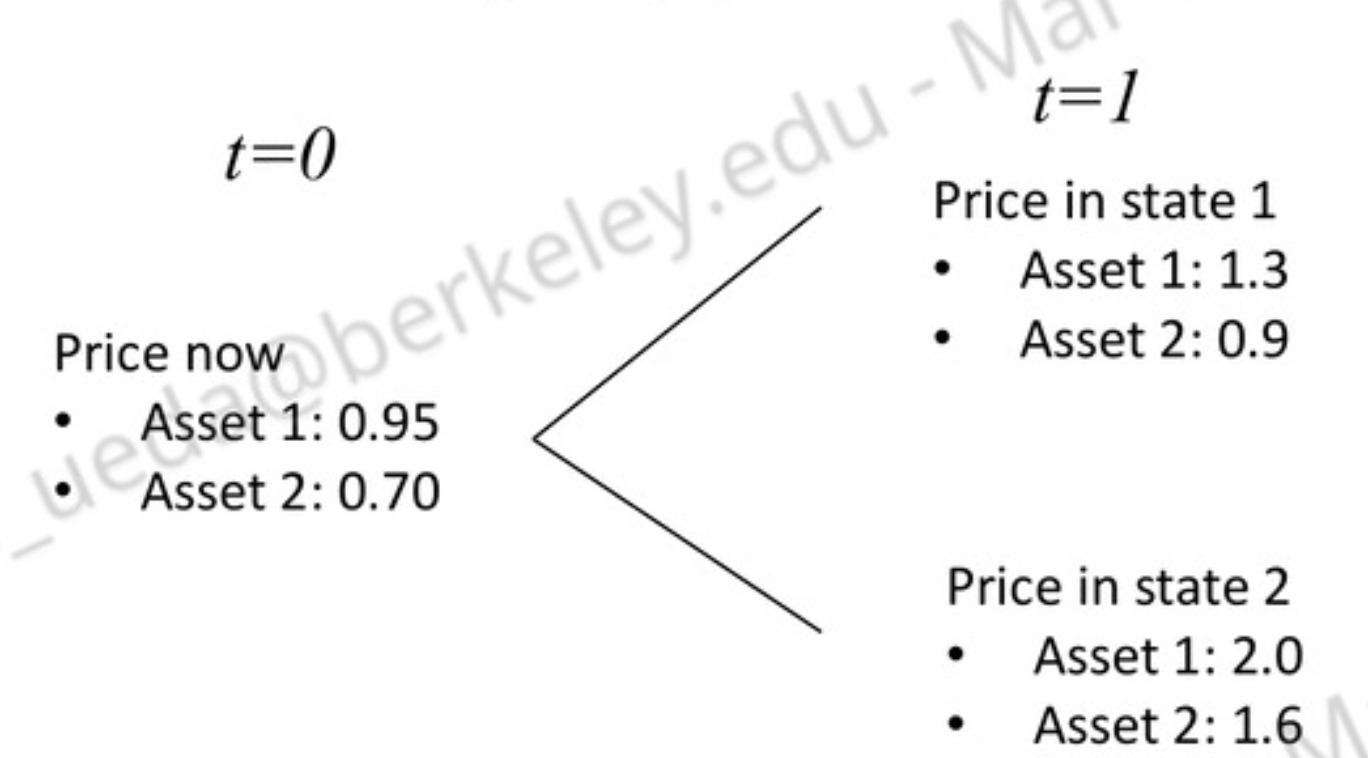 t=0
Price now
• Asset 1: 0.95
• Asset 2: 0.70
t=1
Price in state 1
• Asset 1: 1.3
• Asset 2: 0.9
Price in state 2
• Asset 1: 2.0
• Asset 2: 1.6
_ueda@berkeley.edu - Mar